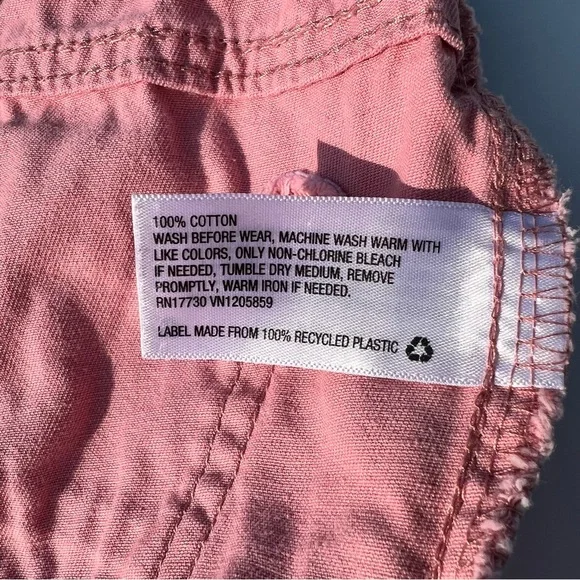 100% COTTON
WASH BEFORE WEAR, MACHINE WASH WARM WITH
LIKE COLORS, ONLY NON-CHLORINE BLEACH
IF NEEDED, TUMBLE DRY MEDIUM, REMOVE
PROMPTLY, WARM IRON IF NEEDED.
RN17730 VN1205859
LABEL MADE FROM 100% RECYCLED PLASTIC